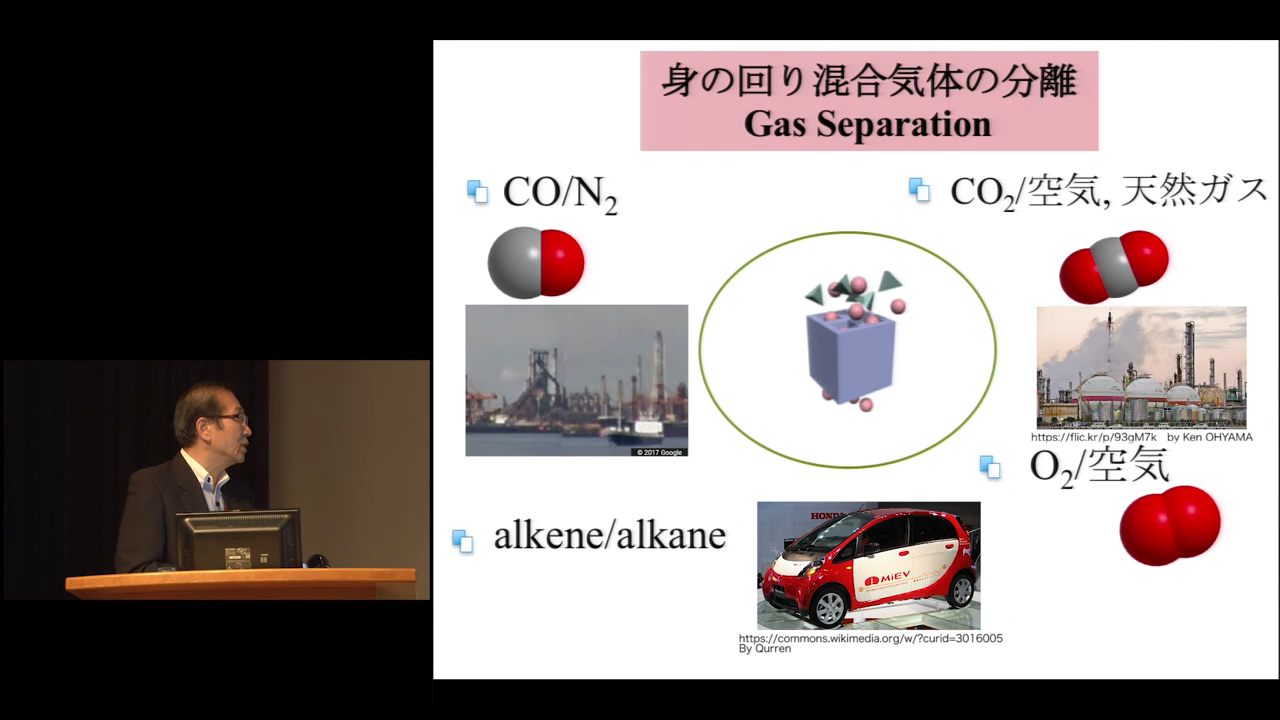 身の回り混合気体の分離
Gas Separation
CO/N2
CO2/空気, 天然ガス
© 2017 Google
https://flic.kr/p/93gM7k by Ken OHYAMA
O2/空気
alkene/alkane
HONDA
MiEV
https://commons.wikimedia.org/w/?curid=3016005
By Qurren